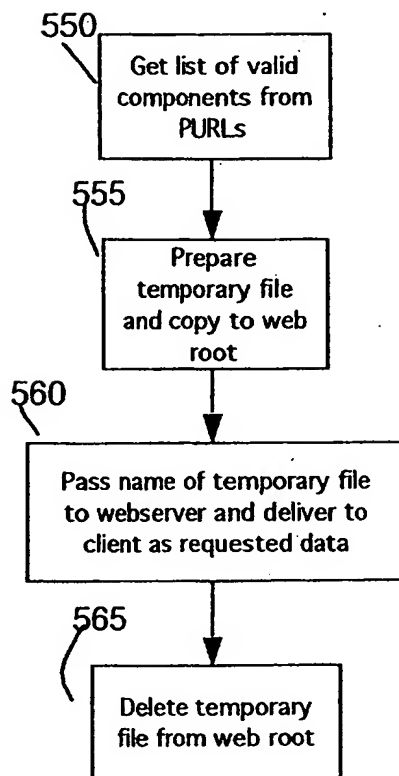 550
Get list of valid
components from
PURLs
555
Prepare
temporary file
and copy to web
root
560
Pass name of temporary file
to webserver and deliver to
client as requested data
565
Delete temporary
file from web root